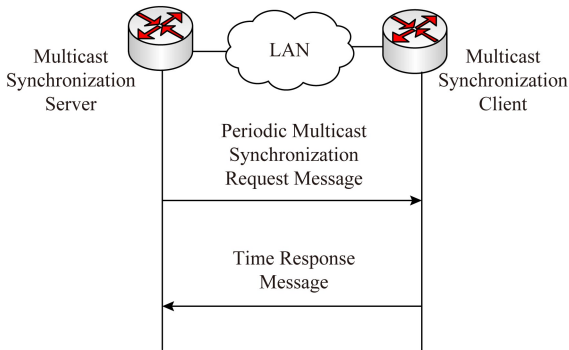 LAN
Multicast
Synchronization
Server
Multicast
Synchronization
Client
Periodic Multicast
Synchronization
Request Message
Time Response
Message